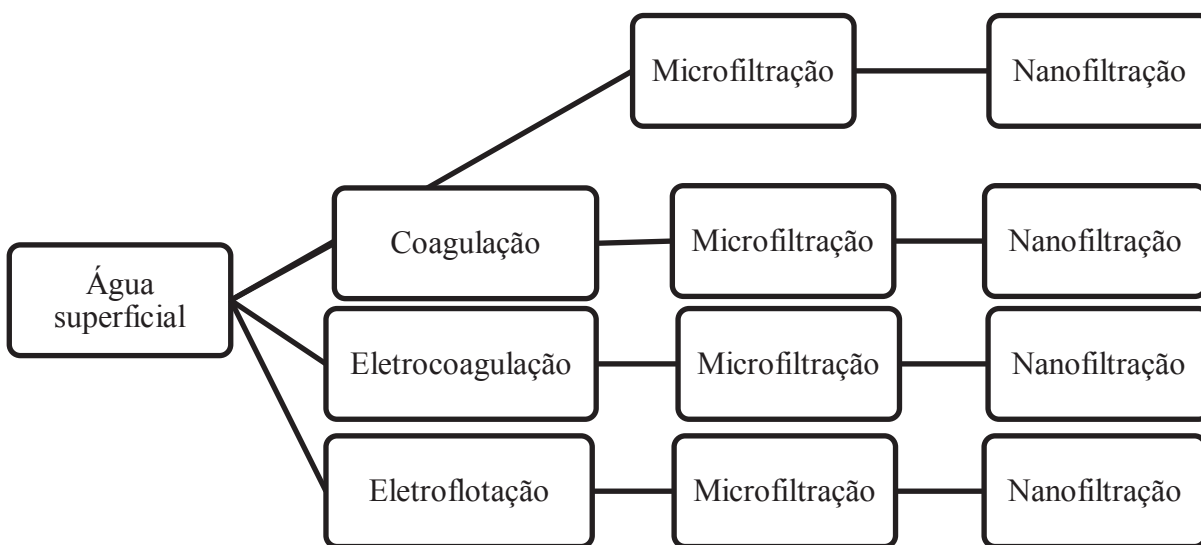 Microfiltração
Nanofiltração
Coagulação
Microfiltração
Nanofiltração
Água
superficial
Eletrocoagulação
Microfiltração
Nanofiltração
Eletroflotação
Microfiltração
Nanofiltração